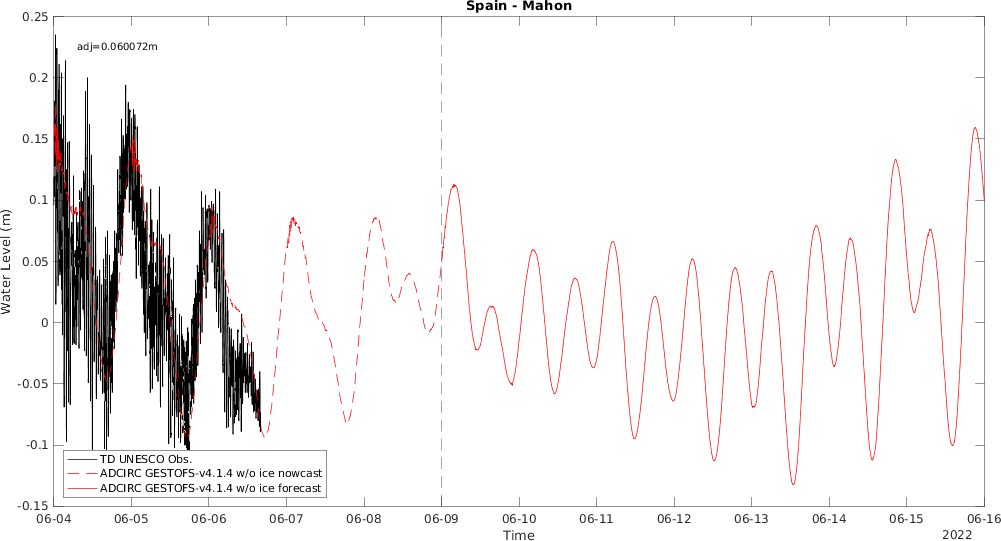 Spain - Mahon
adj=0.060072m
0.25
0.2
0.15
0.1
0.05
0
-0.05
-0.1
-0.15
Water Level (m)
TD UNESCO Obs.
ADCIRC GESTOFS-v4.1.4 w/o ice nowcast
ADCIRC GESTOFS-v4.1.4 w/o ice forecast
06-04 06-05 06-06 06-07 06-08 06-09 06-10 06-11 06-12 06-13 06-14 06-15 06-16
Time
2022